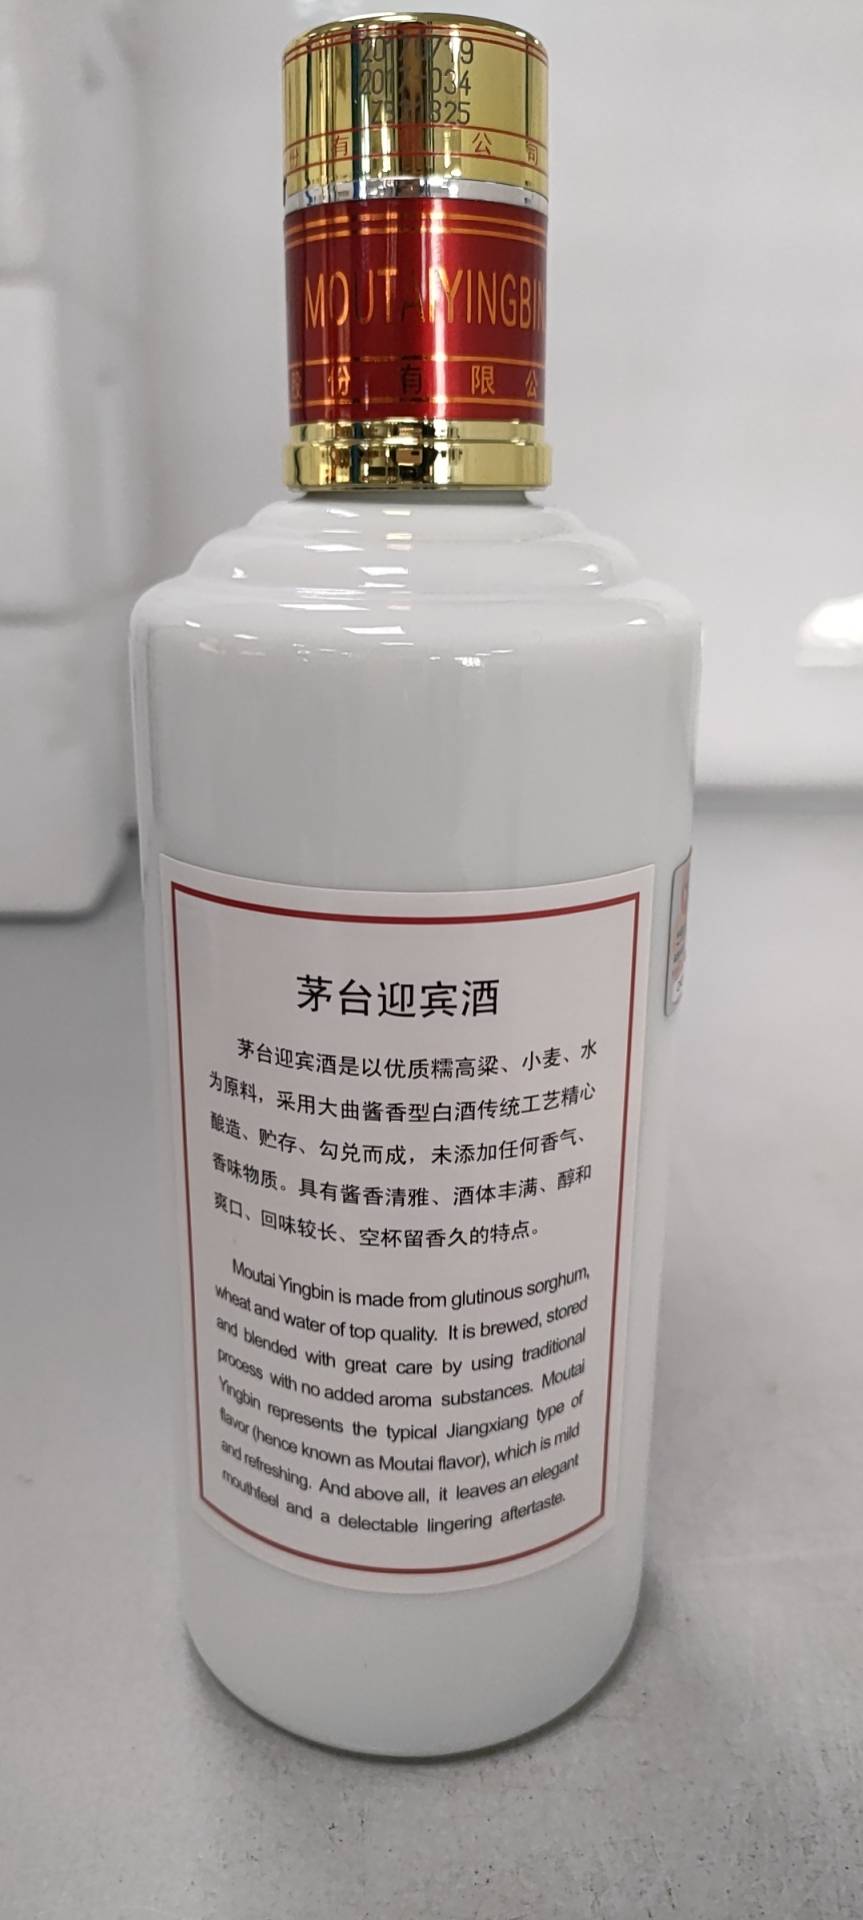 份有 公司
MOUTAIYINGBIN
股份有限公
茅台迎宾酒
茅台迎宾酒是以优质糯高粱、小麦、水
为原料，采用大曲酱香型白酒传统工艺精心
酿造、贮存、勾兑而成，未添加任何香气、
香味物质。具有酱香清雅、酒体丰满、醇和
爽口、回味较长、空杯留香久的特点。
Moutai Yingbin is made from glutinous sorghum,
wheat and water of top quality. It is brewed, stored
and blended with great care by using traditional
process with no added aroma substances. Moutai
Yingbin represents the typical Jiangxiang type of
flavor (hence known as Moutai flavor), which is mild
and refreshing. And above all, it leaves an elegant
mouthfeel and a delectable lingering aftertaste.